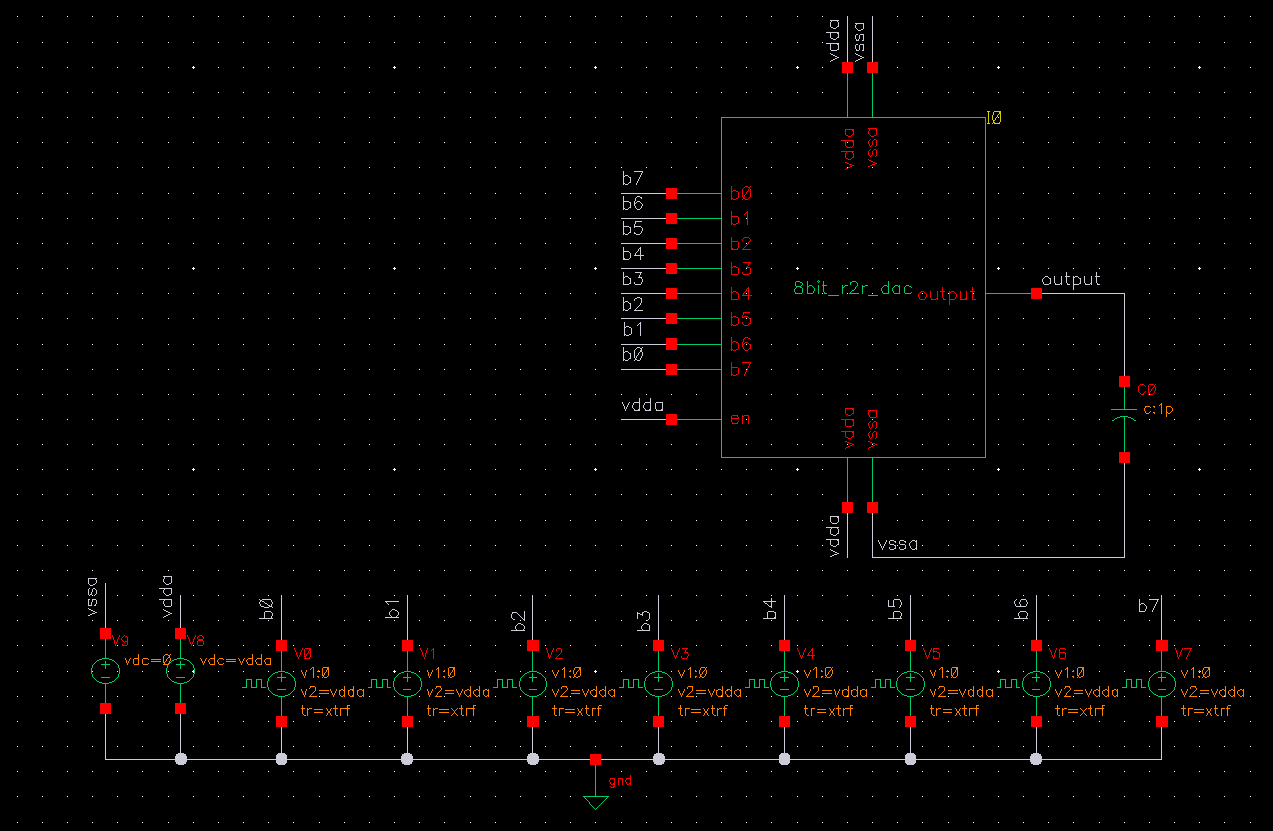 vdda vssa
I0
vdda vssa
b7
b0
b6
b1
b5
b2
b4
b3
b3
b4
b2
b5
b1
b6
b0
b7
8bit_r2r_dac output
output
vdda
en
C0
c:1p
vdda vssa
vdda
vssa
vssa vdda b0 b1 b2 b3 b4 b5 b6 b7
V9 V8 V0 V1 V2 V3 V4 V5 V6 V7
vdc=0 vdc=vdda
v1:0 v1:0 v1:0 v1:0 v1:0 v1:0 v1:0 v1:0
v2=vdda v2=vdda v2=vdda v2=vdda v2=vdda v2=vdda v2=vdda v2=vdda
tr=xtrf tr=xtrf tr=xtrf tr=xtrf tr=xtrf tr=xtrf tr=xtrf tr=xtrf
gnd